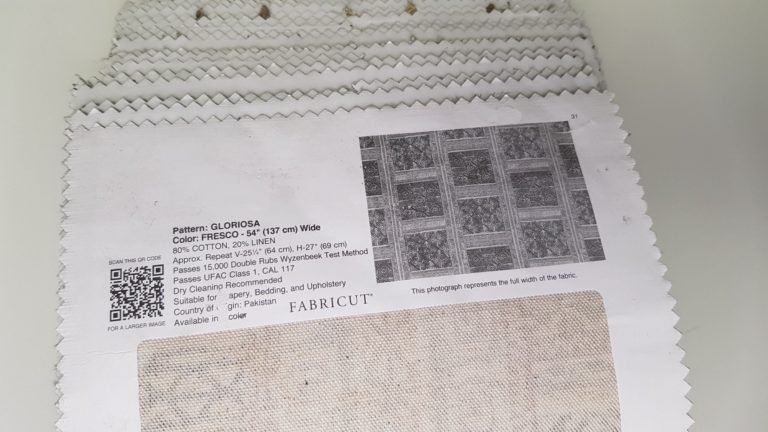 31
Pattern: GLORIOSA
Color: FRESCO - 54" (137 cm) Wide
80% COTTON, 20% LINEN
Approx. Repeat V-25¼" (64 cm), H-27" (69 cm)
Passes 15,000 Double Rubs Wyzenbeek Test Method
Passes UFAC Class 1, CAL 117
Dry Cleaning Recommended
Suitable for apery, Bedding, and Upholstery
Country of gin: Pakistan
Available in color
SCAN THIS QR CODE
FOR A LARGER IMAGE
FABRICUT
This photograph represents the full width of the fabric.